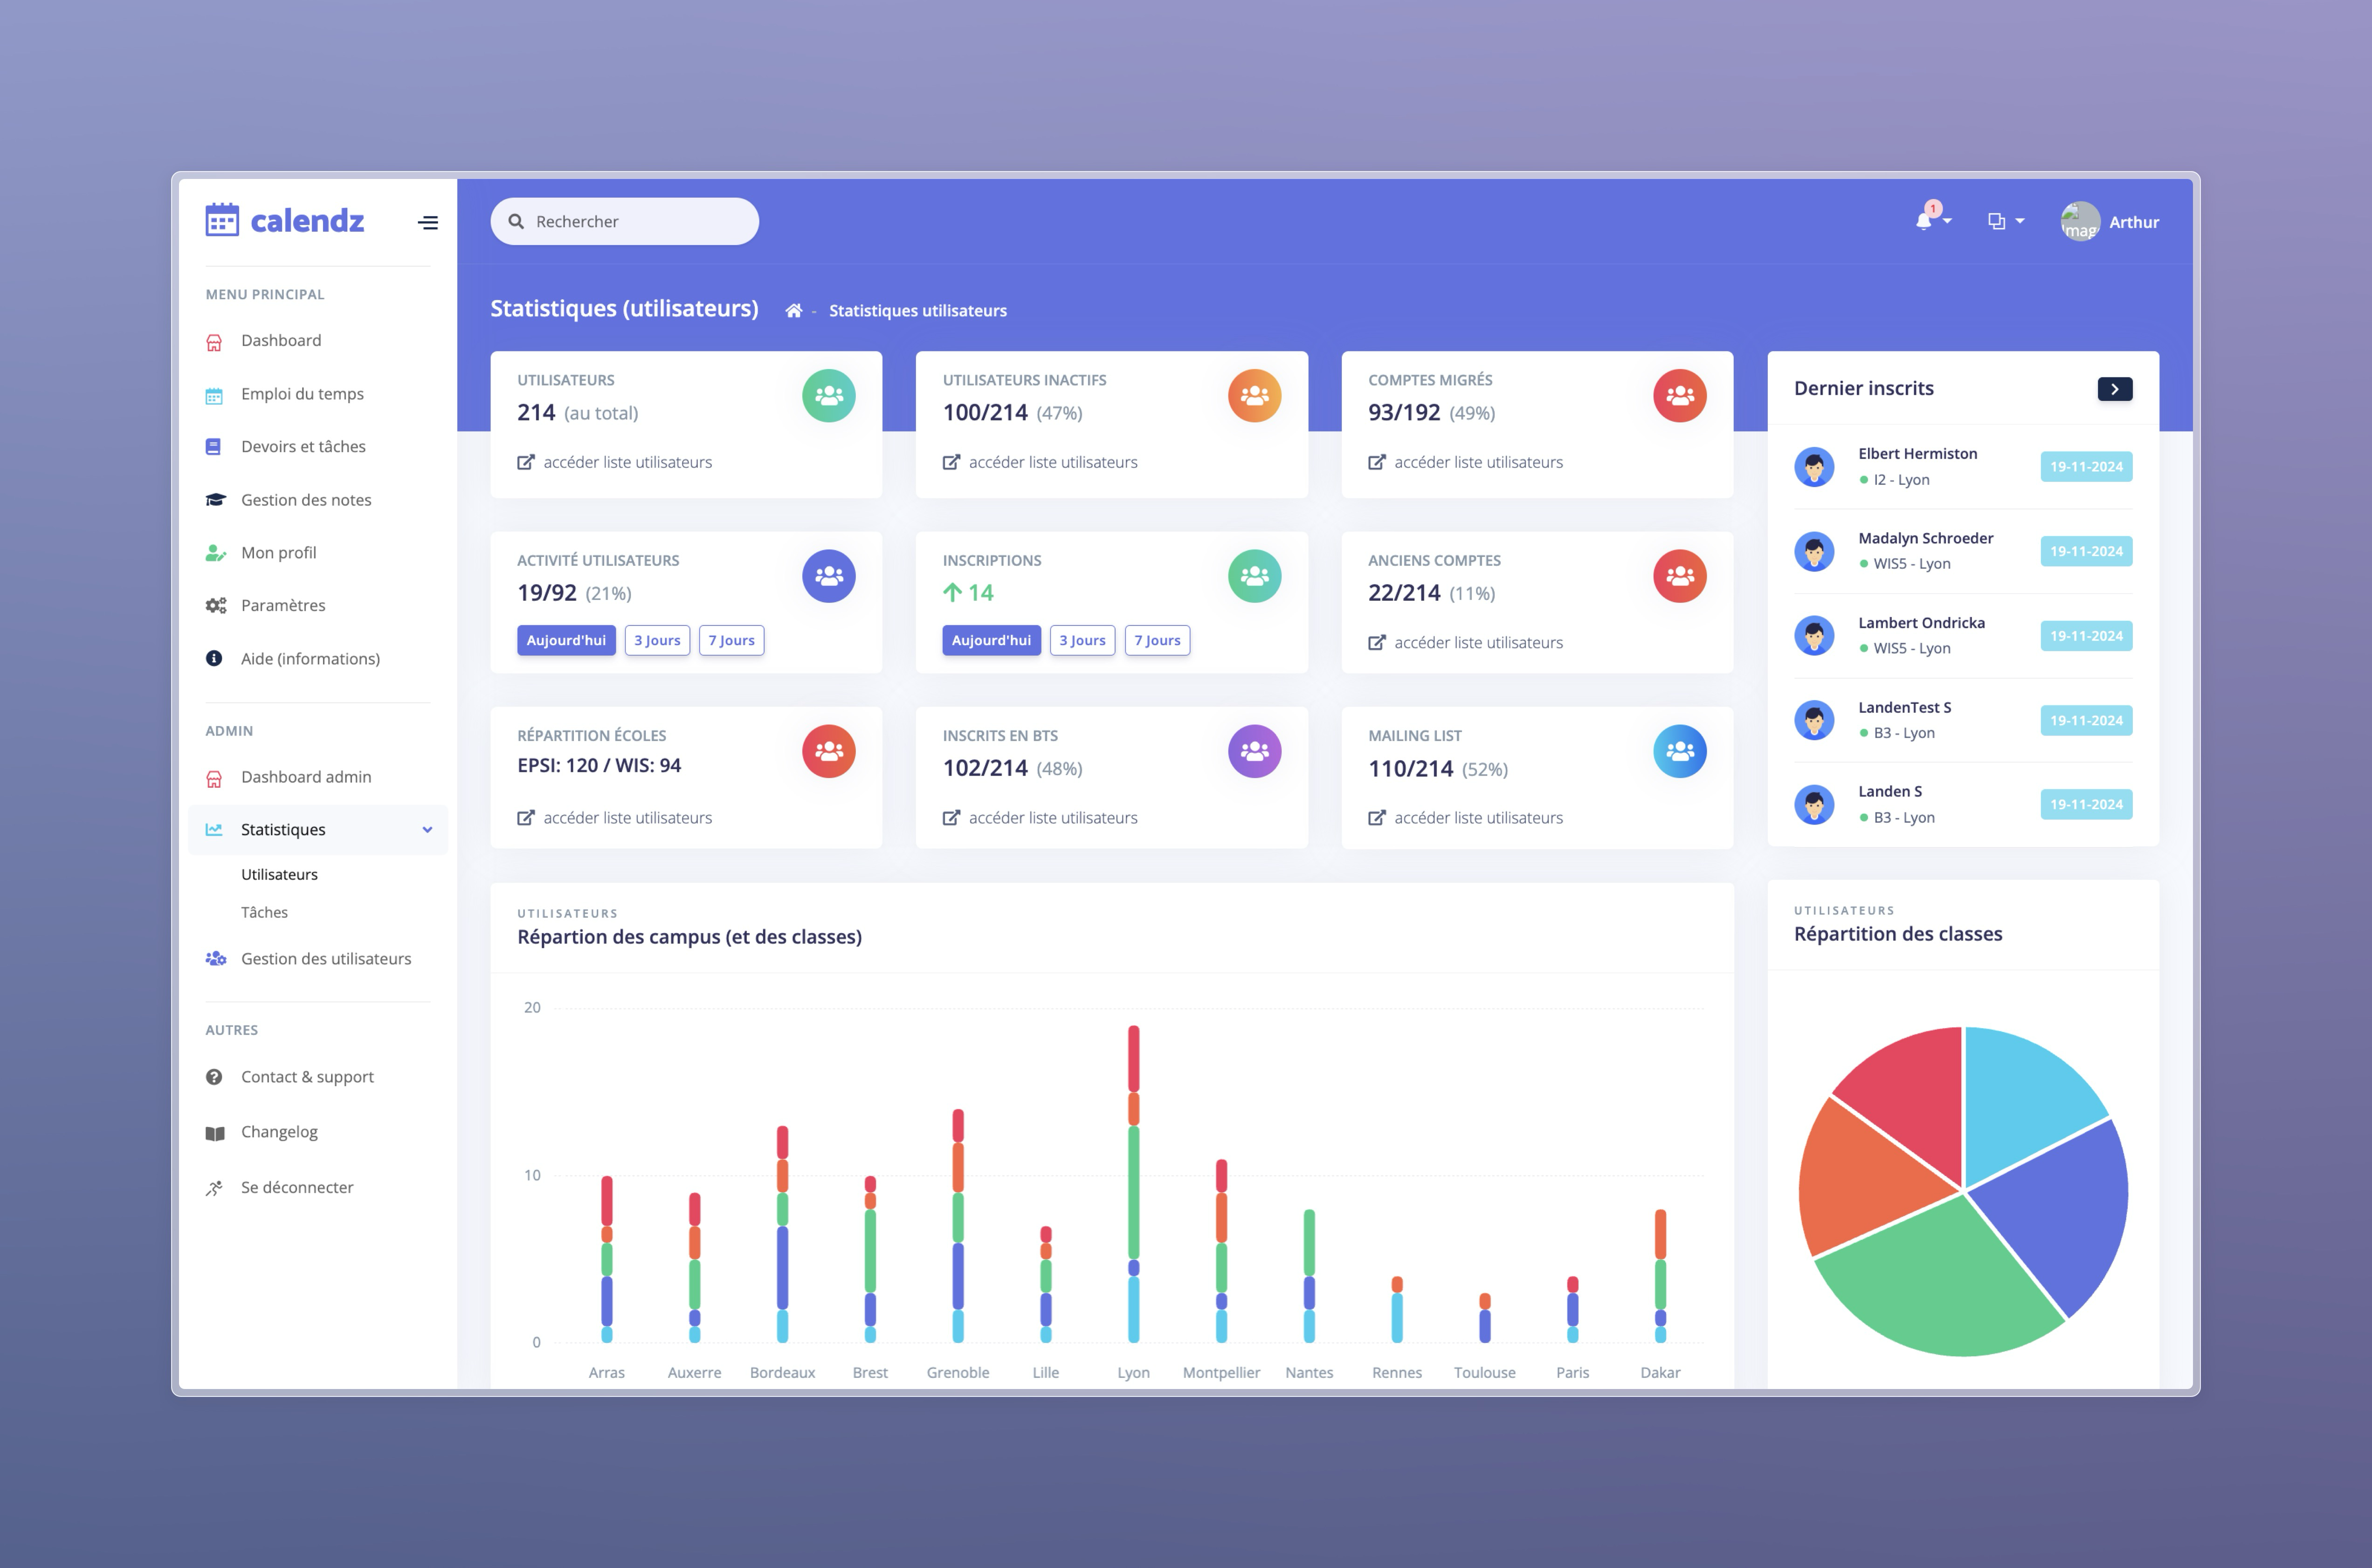 calendz
MENU PRINCIPAL
Dashboard
Emploi du temps
Devoirs et tâches
Gestion des notes
Mon profil
Paramètres
Aide (informations)
ADMIN
Dashboard admin
Statistiques
Utilisateurs
Tâches
Gestion des utilisateurs
AUTRES
Contact & support
Changelog
Se déconnecter
Rechercher
1
Imag
Arthur
Statistiques (utilisateurs)
- Statistiques utilisateurs
UTILISATEURS
214 (au total)
accéder liste utilisateurs
UTILISATEURS INACTIFS
100/214 (47%)
accéder liste utilisateurs
COMPTES MIGRÉS
93/192 (49%)
accéder liste utilisateurs
ACTIVITÉ UTILISATEURS
19/92 (21%)
Aujourd'hui 3 Jours 7 Jours
INSCRIPTIONS
14
Aujourd'hui 3 Jours 7 Jours
ANCIENS COMPTES
22/214 (11%)
accéder liste utilisateurs
RÉPARTITION ÉCOLES
EPSI: 120 / WIS: 94
accéder liste utilisateurs
INSCRITS EN BTS
102/214 (48%)
accéder liste utilisateurs
MAILING LIST
110/214 (52%)
accéder liste utilisateurs
Dernier inscrits
Elbert Hermiston
I2 - Lyon
19-11-2024
Madalyn Schroeder
WIS5 - Lyon
19-11-2024
Lambert Ondricka
WIS5 - Lyon
19-11-2024
LandenTest S
B3 - Lyon
19-11-2024
Landen S
B3 - Lyon
19-11-2024
UTILISATEURS
Répartion des campus (et des classes)
20
10
0
Arras Auxerre Bordeaux Brest Grenoble Lille Lyon Montpellier Nantes Rennes Toulouse Paris Dakar
UTILISATEURS
Répartition des classes